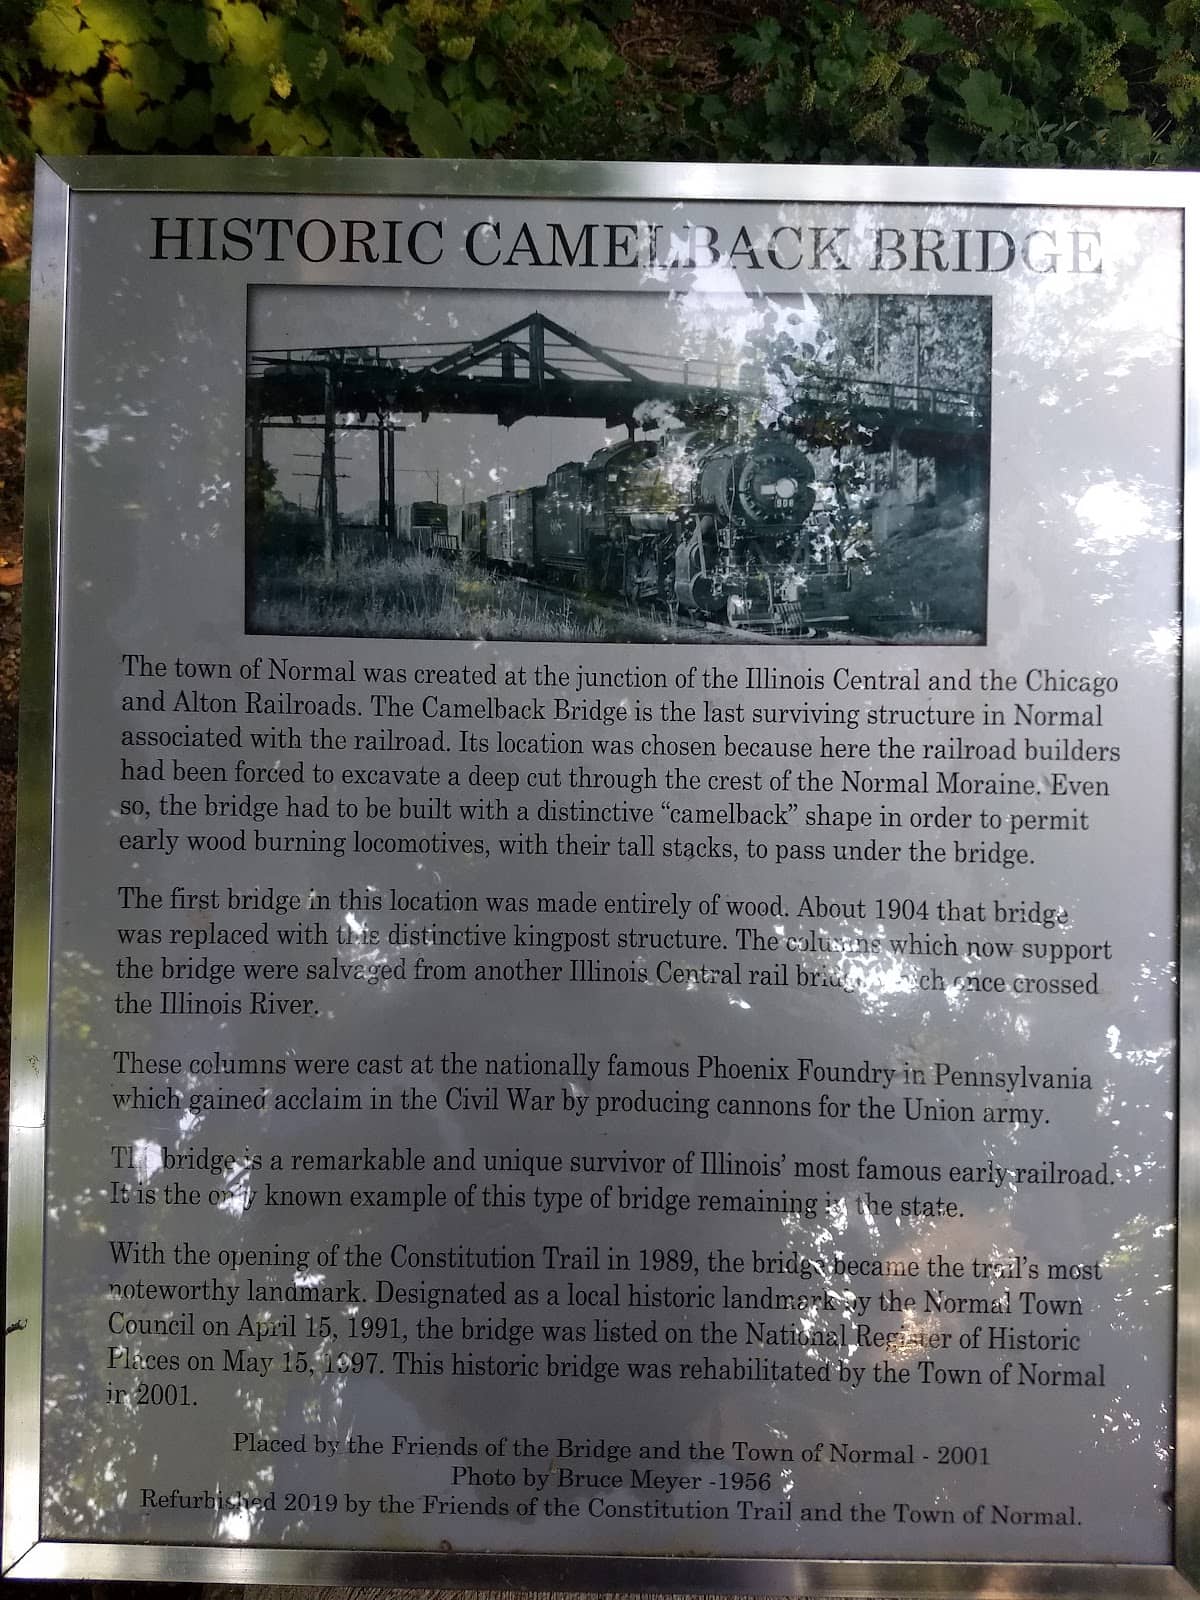 HISTORIC CAMELBACK BRIDGE
908
The town of Normal was created at the junction of the Illinois Central and the Chicago
and Alton Railroads. The Camelback Bridge is the last surviving structure in Normal
associated with the railroad. Its location was chosen because here the railroad builders
had been forced to excavate a deep cut through the crest of the Normal Moraine. Even
so, the bridge had to be built with a distinctive “camelback” shape in order to permit
early wood burning locomotives, with their tall stacks, to pass under the bridge.
The first bridge in this location was made entirely of wood. About 1904 that bridge
was replaced with this distinctive kingpost structure. The columns which now support
the bridge were salvaged from another Illinois Central rail bridge which once crossed
the Illinois River.
These columns were cast at the nationally famous Phoenix Foundry in Pennsylvania
which gained acclaim in the Civil War by producing cannons for the Union army.
The bridge is a remarkable and unique survivor of Illinois’ most famous early railroad.
It is the only known example of this type of bridge remaining in the state.
With the opening of the Constitution Trail in 1989, the bridge became the trail’s most
noteworthy landmark. Designated as a local historic landmark by the Normal Town
Council on April 15, 1991, the bridge was listed on the National Register of Historic
Places on May 15, 1997. This historic bridge was rehabilitated by the Town of Normal
in 2001.
Placed by the Friends of the Bridge and the Town of Normal - 2001
Photo by Bruce Meyer -1956
Refurbished 2019 by the Friends of the Constitution Trail and the Town of Normal.